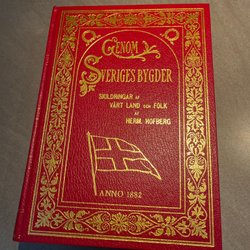 GENOM
SVERIGES BYGDER
SKILDRINGAR AF
VÅRT LAND OCH FOLK
AF
HERM. HOFBERG
ANNO 1882